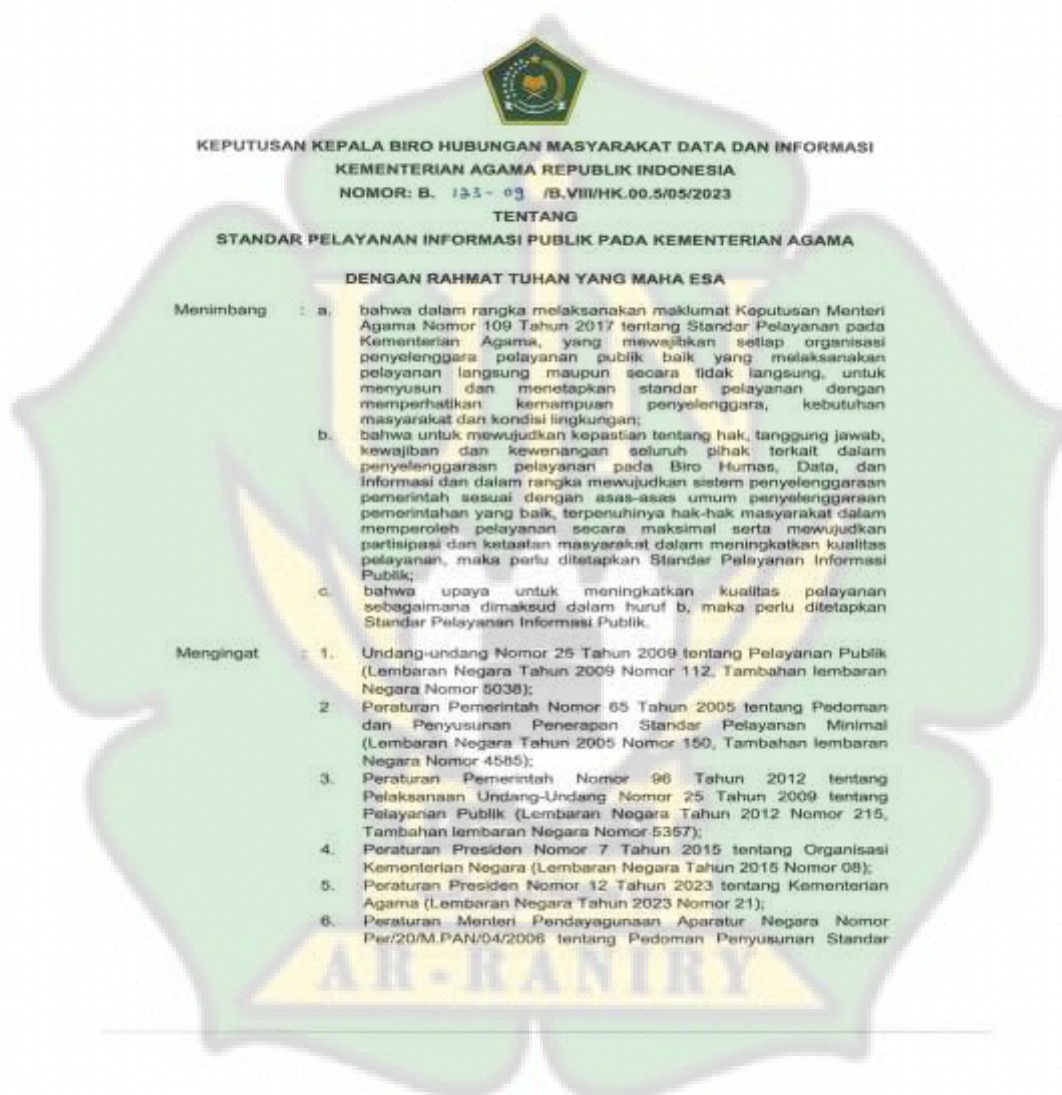 KEPUTUSAN KEPALA BIRO HUBUNGAN MASYARAKAT DATA DAN INFORMASI
KEMENTERIAN AGAMA REPUBLIK INDONESIA
NOMOR: B. 123-09 /B.VIII/HK.00.5/05/2023
TENTANG
STANDAR PELAYANAN INFORMASI PUBLIK PADA KEMENTERIAN AGAMA
DENGAN RAHMAT TUHAN YANG MAHA ESA
Menimbang : a. bahwa dalam rangka melaksanakan maklumat Keputusan Menteri
Agama Nomor 109 Tahun 2017 tentang Standar Pelayanan pada
Kementerian Agama, yang mewajibkan setiap organisasi
penyelenggara pelayanan publik baik yang melaksanakan
pelayanan langsung maupun secara tidak langsung, untuk
menyusun dan menetapkan standar pelayanan dengan
memperhatikan kemampuan penyelenggara, kebutuhan
masyarakat dan kondisi lingkungan;
b. bahwa untuk mewujudkan kepastian tentang hak, tanggung jawab,
kewajiban dan kewenangan seluruh pihak terkait dalam
penyelenggaraan pelayanan pada Biro Humas, Data, dan
Informasi dan dalam rangka mewujudkan sistem penyelenggaraan
pemerintah sesuai dengan asas-asas umum penyelenggaraan
pemerintahan yang baik, terpenuhinya hak-hak masyarakat dalam
memperoleh pelayanan secara maksimal serta mewujudkan
partisipasi dan ketaatan masyarakat dalam meningkatkan kualitas
pelayanan, maka perlu ditetapkan Standar Pelayanan Informasi
Publik;
c. bahwa upaya untuk meningkatkan kualitas pelayanan
sebagaimana dimaksud dalam huruf b, maka perlu ditetapkan
Standar Pelayanan Informasi Publik.
Mengingat : 1. Undang-undang Nomor 25 Tahun 2009 tentang Pelayanan Publik
(Lembaran Negara Tahun 2009 Nomor 112, Tambahan lembaran
Negara Nomor 5038);
2 Peraturan Pemerintah Nomor 65 Tahun 2005 tentang Pedoman
dan Penyusunan Penerapan Standar Pelayanan Minimal
(Lembaran Negara Tahun 2005 Nomor 150, Tambahan lembaran
Negara Nomor 4585);
3. Peraturan Pemerintah Nomor 96 Tahun 2012 tentang
Pelaksanaan Undang-Undang Nomor 25 Tahun 2009 tentang
Pelayanan Publik (Lembaran Negara Tahun 2012 Nomor 215,
Tambahan lembaran Negara Nomor 5357);
4. Peraturan Presiden Nomor 7 Tahun 2015 tentang Organisasi
Kementerian Negara (Lembaran Negara Tahun 2015 Nomor 08);
5. Peraturan Presiden Nomor 12 Tahun 2023 tentang Kementerian
Agama (Lembaran Negara Tahun 2023 Nomor 21);
6. Peraturan Menteri Pendayagunaan Aparatur Negara Nomor
Per/20/M.PAN/04/2006 tentang Pedoman Penyusunan Standar
UIN
AR-RANIRY